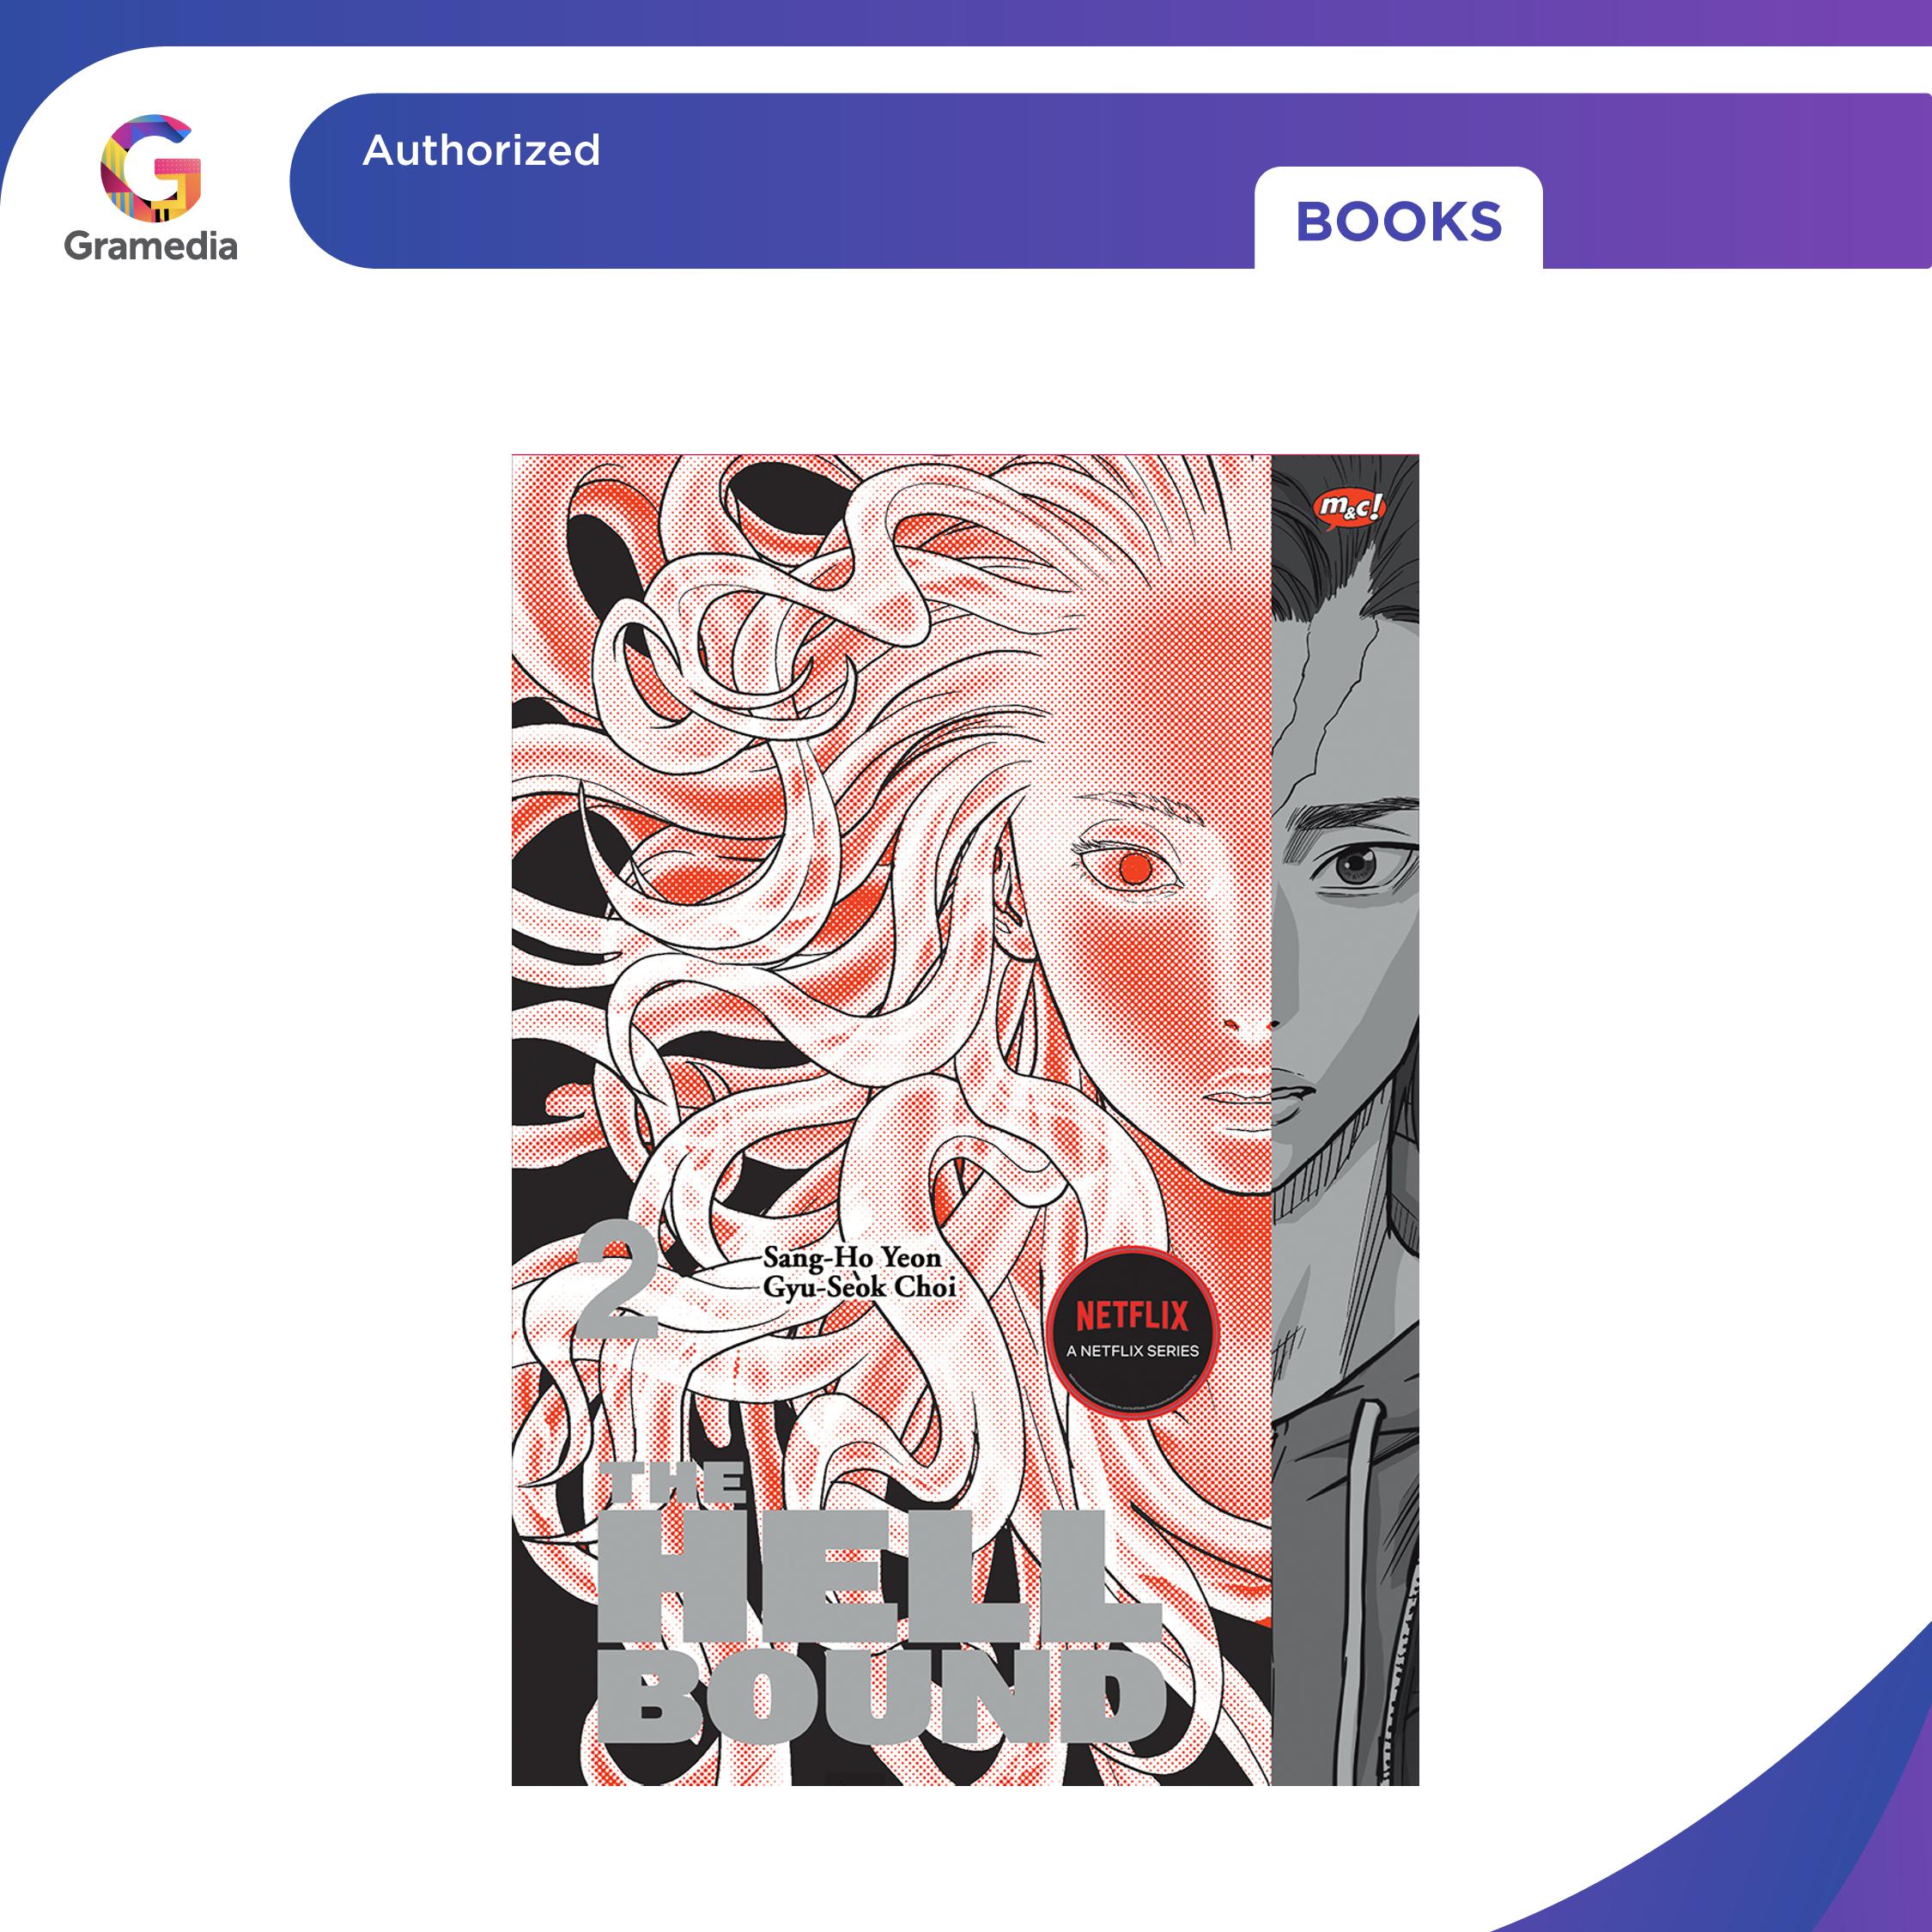 Gramedia
Authorized
BOOKS
m&c!
2
Sang-Ho Yeon
Gyu-Seok Choi
NETFLIX
A NETFLIX SERIES
THE
HELL
BOUND